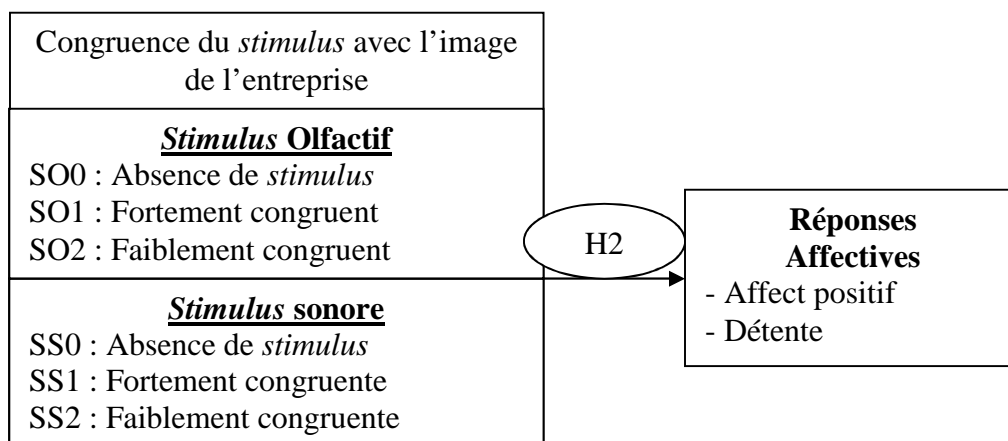 Congruence du stimulus avec l’image
de l’entreprise
Stimulus Olfactif
SO0 : Absence de stimulus
SO1 : Fortement congruent
SO2 : Faiblement congruent
Stimulus sonore
SS0 : Absence de stimulus
SS1 : Fortement congruente
SS2 : Faiblement congruente
H2
Réponses
Affectives
- Affect positif
- Détente